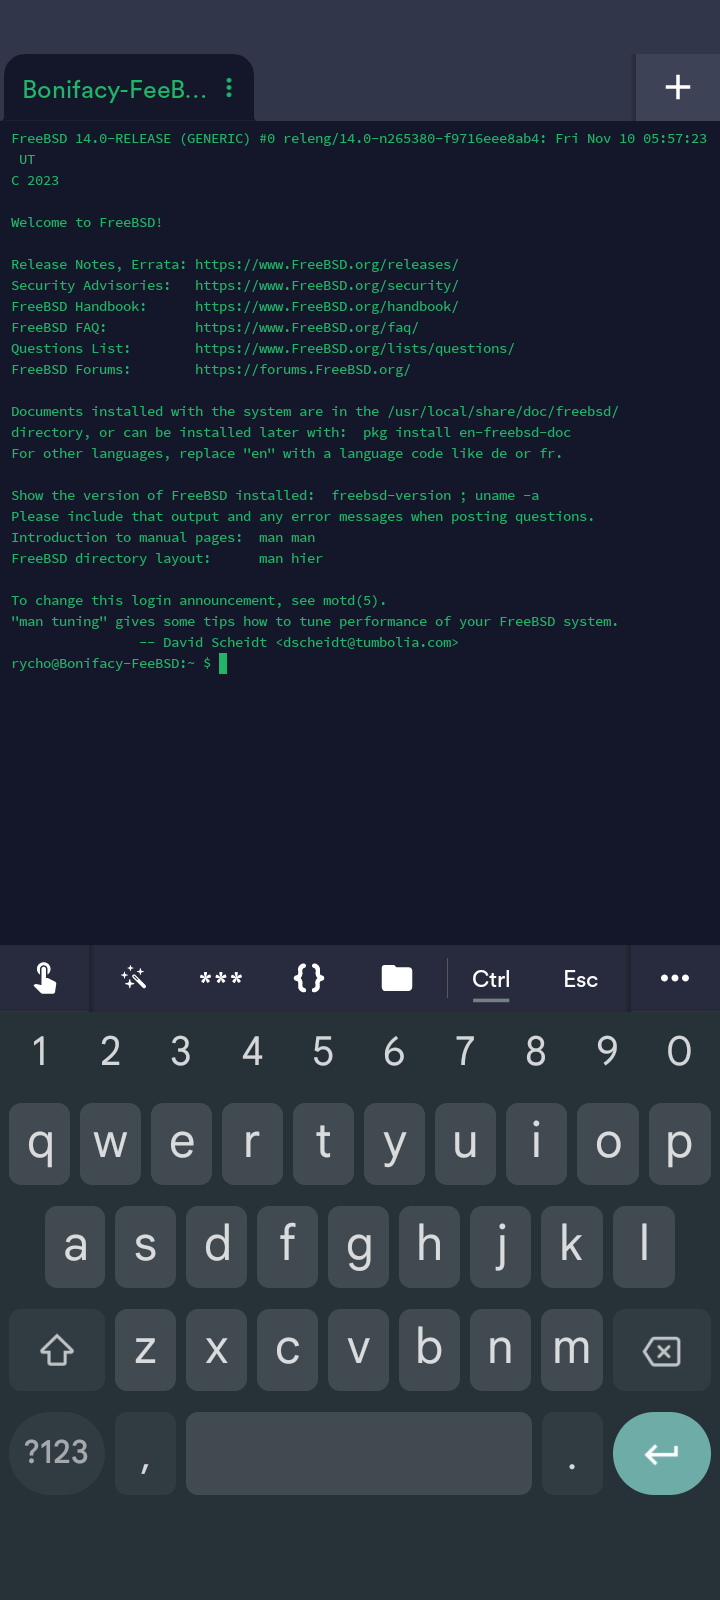 Bonifacy-FeeB...
+
FreeBSD 14.0-RELEASE (GENERIC) #0 releng/14.0-n265380-f9716eee8ab4: Fri Nov 10 05:57:23
 UT
C 2023
Welcome to FreeBSD!
Release Notes, Errata: https://www.FreeBSD.org/releases/
Security Advisories:   https://www.FreeBSD.org/security/
FreeBSD Handbook:      https://www.FreeBSD.org/handbook/
FreeBSD FAQ:           https://www.FreeBSD.org/faq/
Questions List:        https://www.FreeBSD.org/lists/questions/
FreeBSD Forums:        https://forums.FreeBSD.org/
Documents installed with the system are in the /usr/local/share/doc/freebsd/
directory, or can be installed later with:  pkg install en-freebsd-doc
For other languages, replace "en" with a language code like de or fr.
Show the version of FreeBSD installed:  freebsd-version ; uname -a
Please include that output and any error messages when posting questions.
Introduction to manual pages:  man man
FreeBSD directory layout:      man hier
To change this login announcement, see motd(5).
"man tuning" gives some tips how to tune performance of your FreeBSD system.
                -- David Scheidt <dscheidt@tumbolia.com>
rycho@Bonifacy-FeeBSD:~ $
*** {} Ctrl Esc
1 2 3 4 5 6 7 8 9 0
q w e r t y u i o p
a s d f g h j k l
z x c v b n m
?123 , .